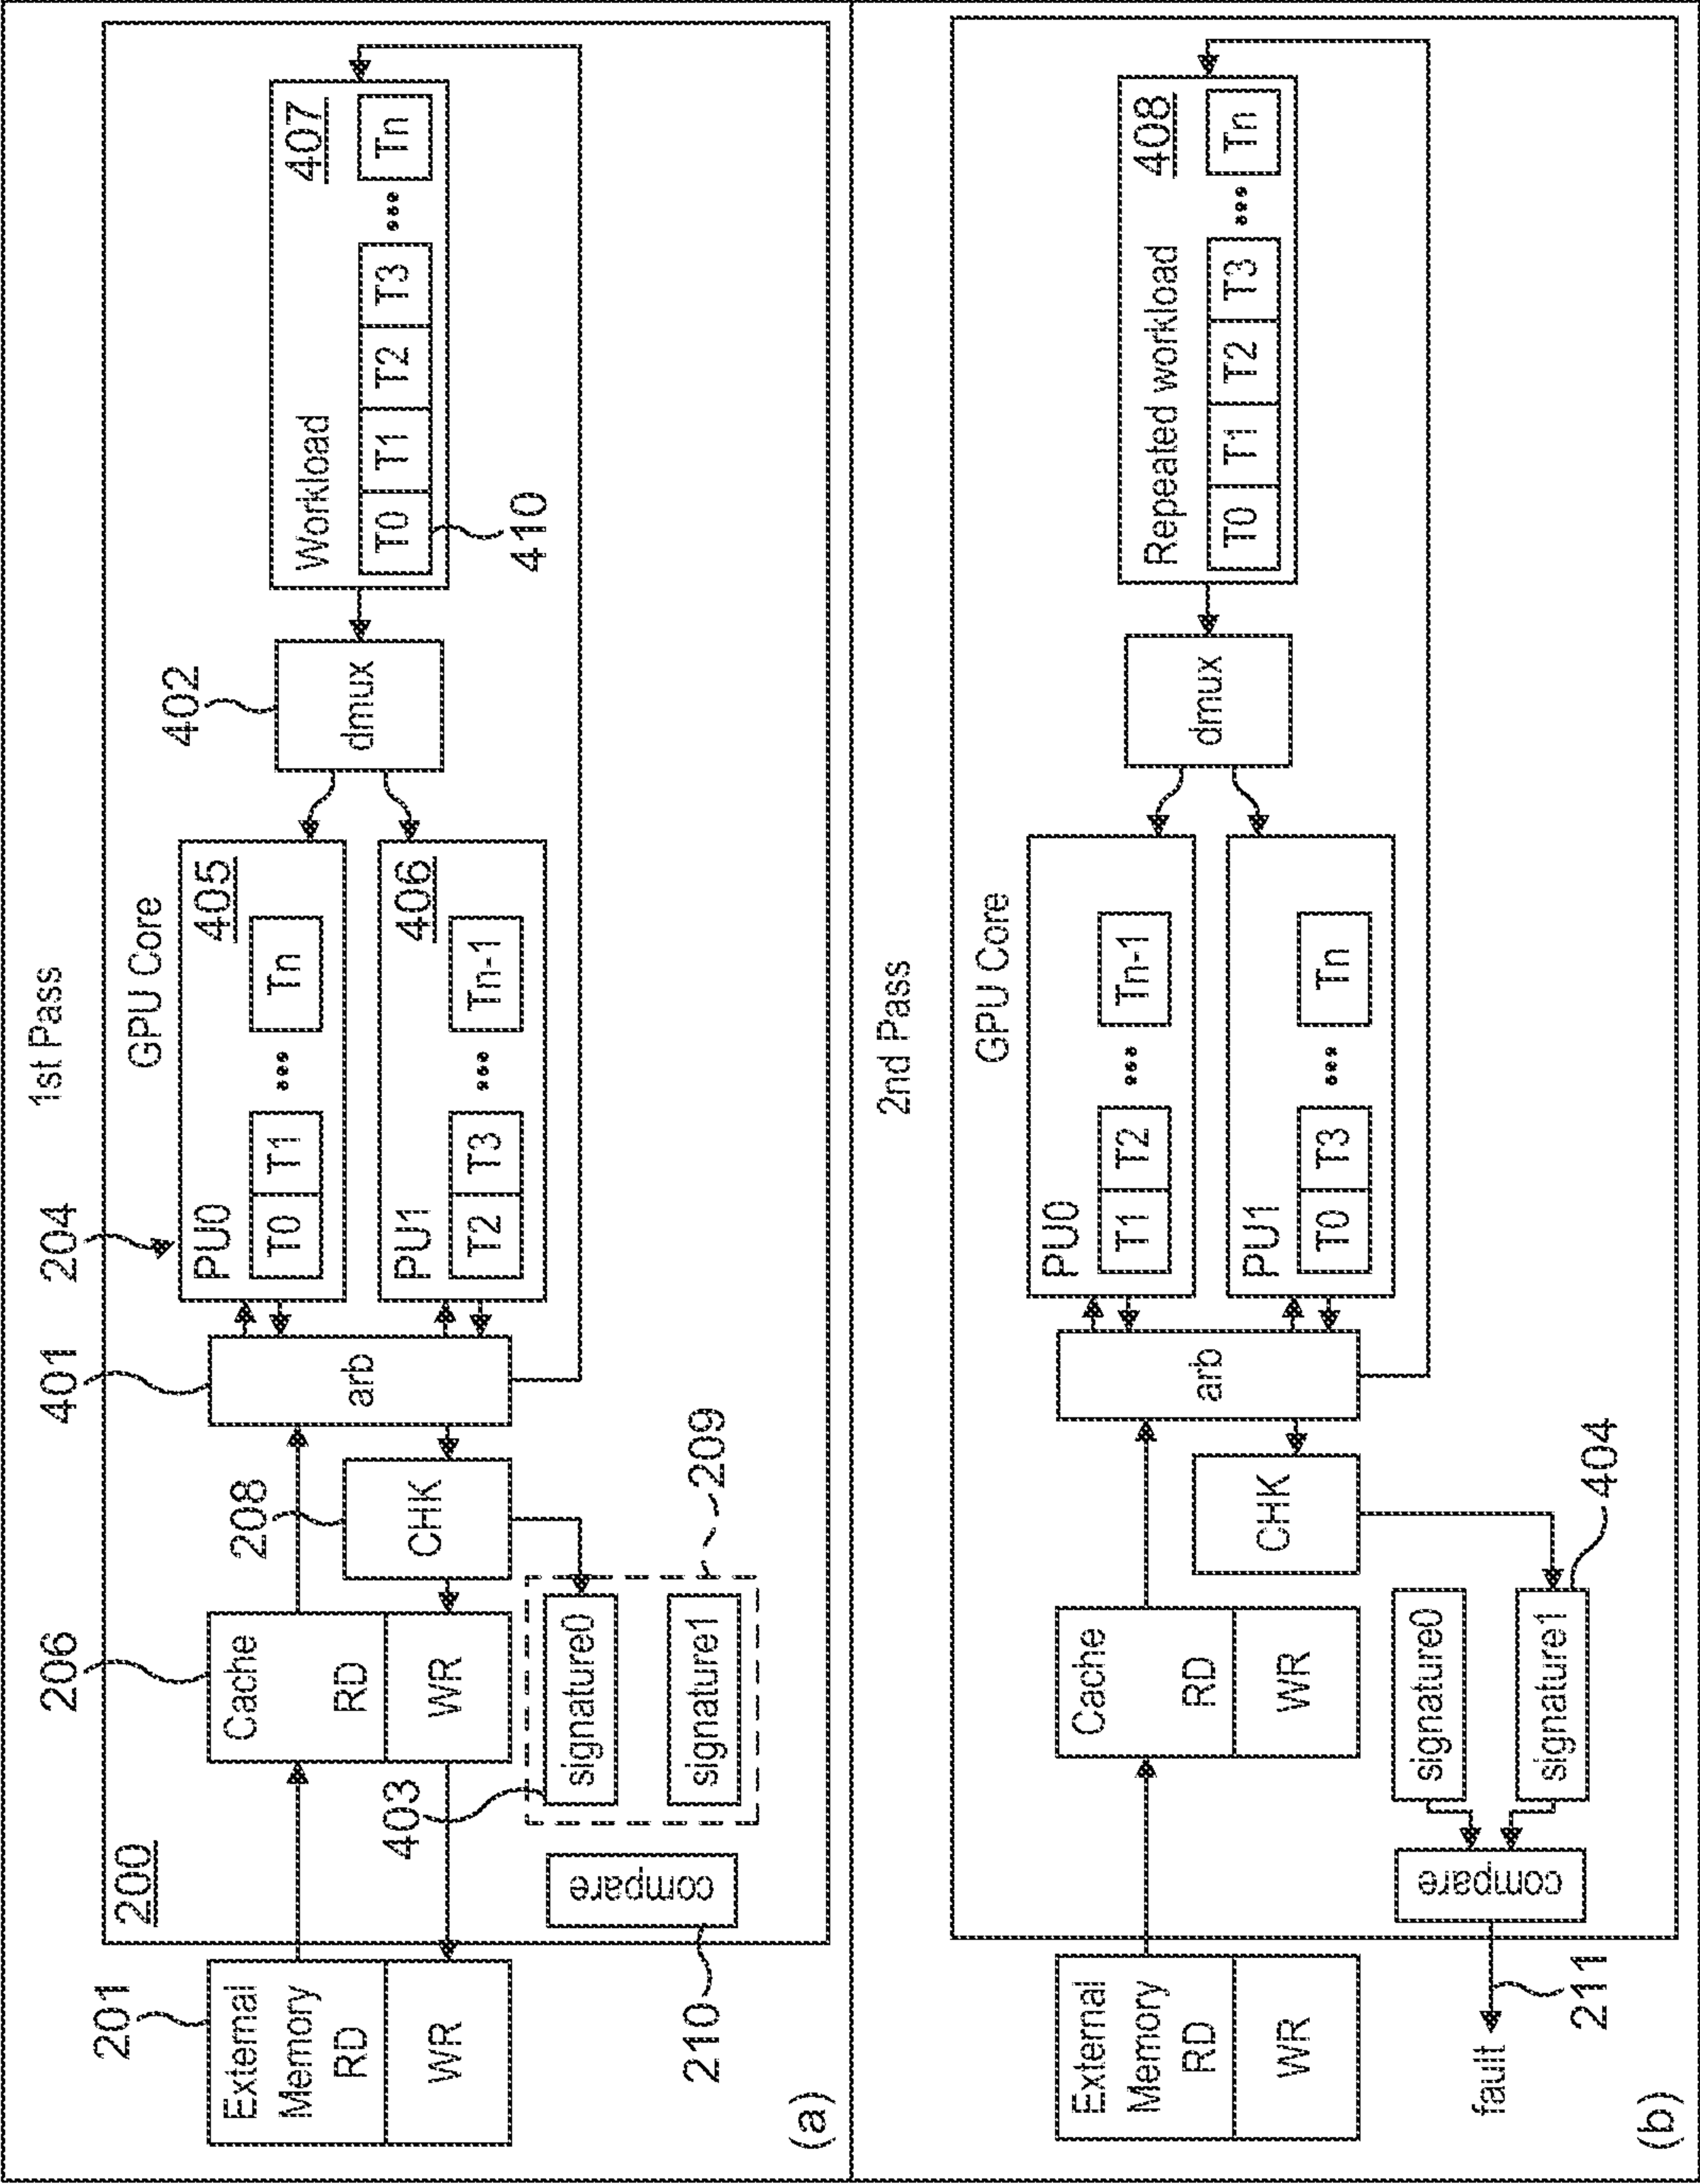 1st Pass
200
GPU Core
201
External
Memory
RD
WR
206
Cache
RD
WR
403
208
CHK
signature0
signature1
209
compare
210
401
arb
204
PU0
405
T0 T1 ••• Tn
PU1
406
T2 T3 ••• Tn-1
402
dmux
Workload
407
T0 T1 T2 T3 ••• Tn
410
(a)
2nd Pass
GPU Core
External
Memory
RD
WR
Cache
RD
WR
CHK
signature0
signature1
404
compare
211
fault
arb
PU0
T1 T2 ••• Tn-1
PU1
T0 T3 ••• Tn
dmux
Repeated workload
408
T0 T1 T2 T3 ••• Tn
(b)